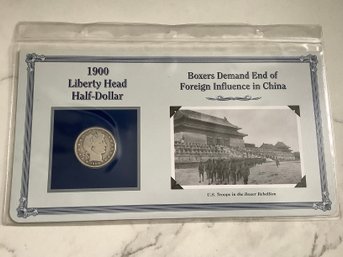 1900
Liberty Head
Half-Dollar
Boxers Demand End of
Foreign Influence in China
U.S. Troops in the Boxer Rebellion